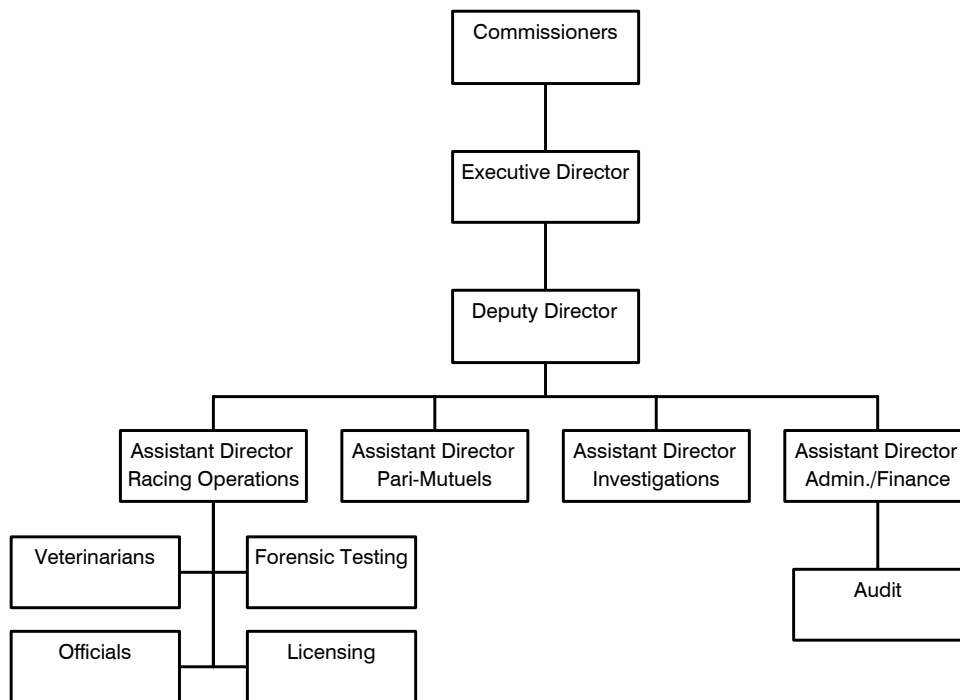 Commissioners
Executive Director
Deputy Director
Assistant Director
Racing Operations
Assistant Director
Pari-Mutuels
Assistant Director
Investigations
Assistant Director
Admin./Finance
Veterinarians
Forensic Testing
Audit
Officials
Licensing